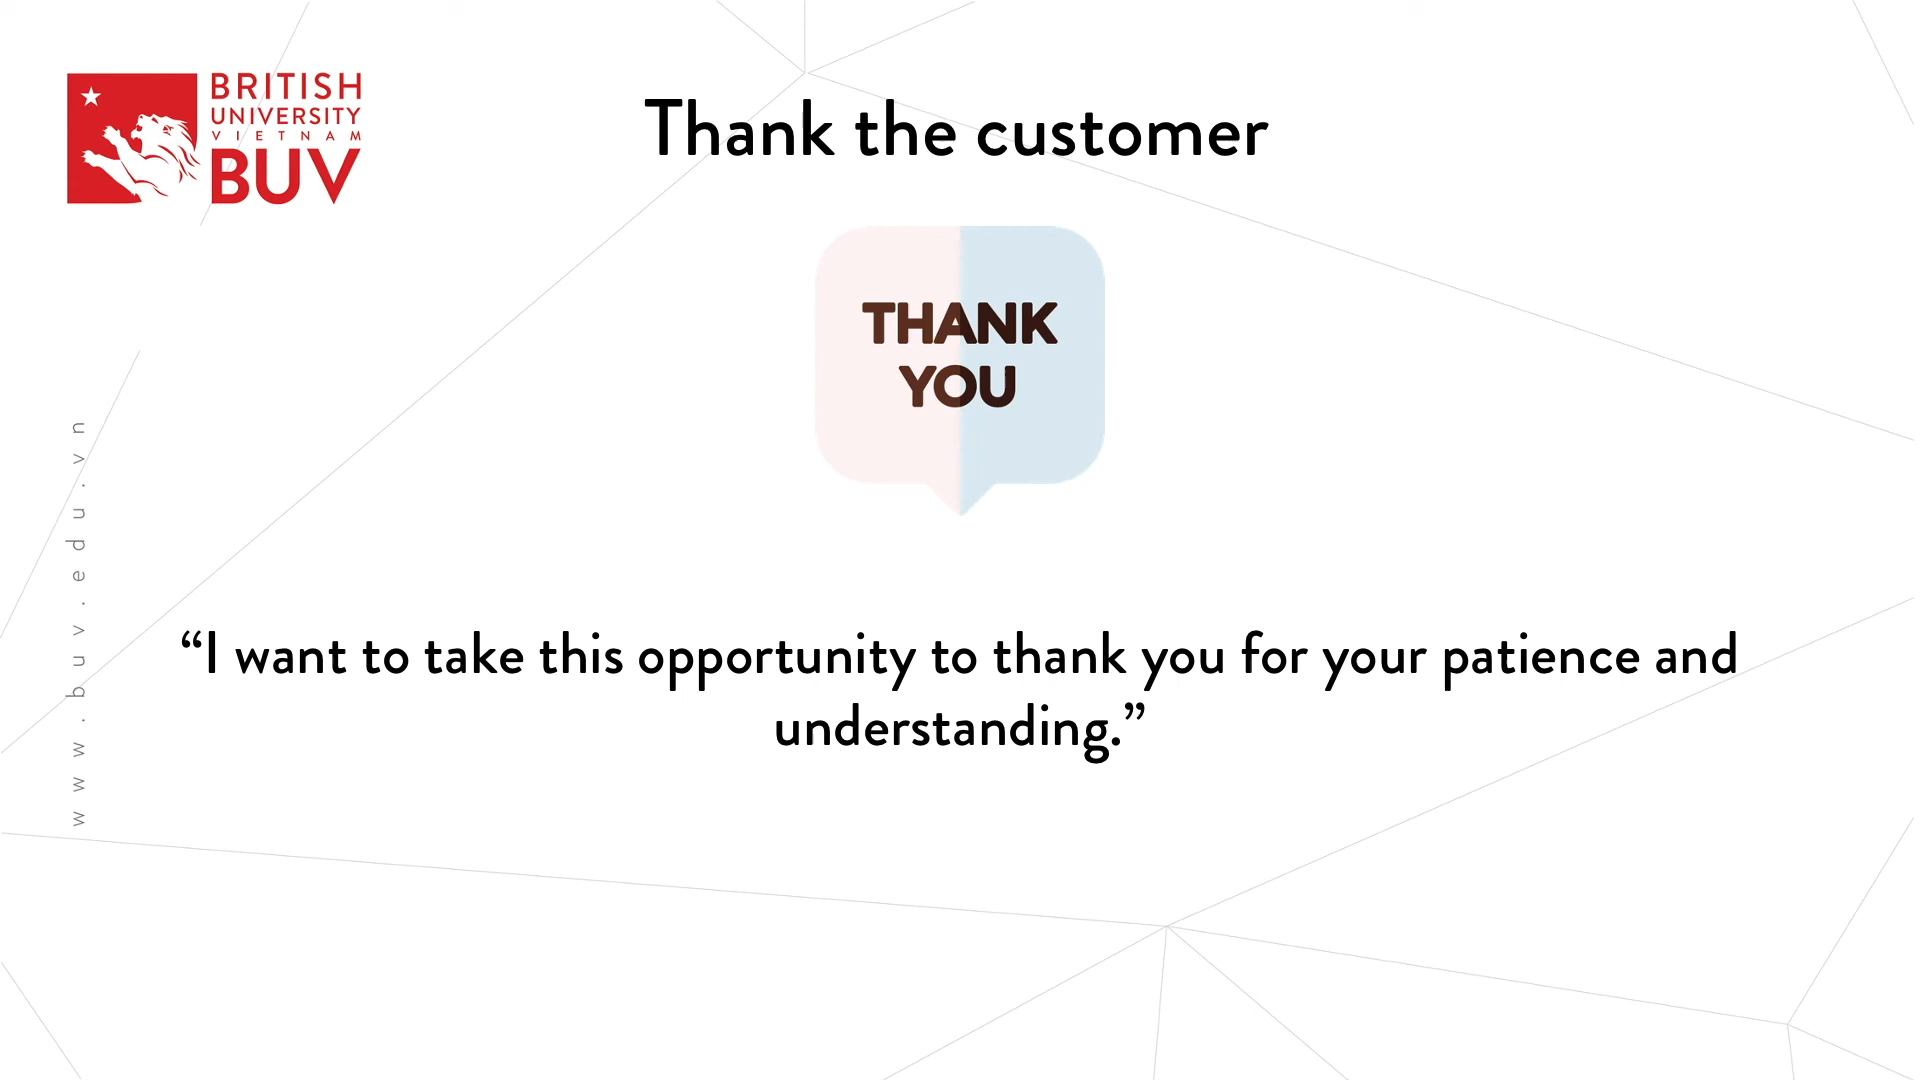 BRITISH
UNIVERSITY
VIETNAM
BUV
Thank the customer
THANK
YOU
www.buv.edu.vn
“I want to take this opportunity to thank you for your patience and
understanding.”